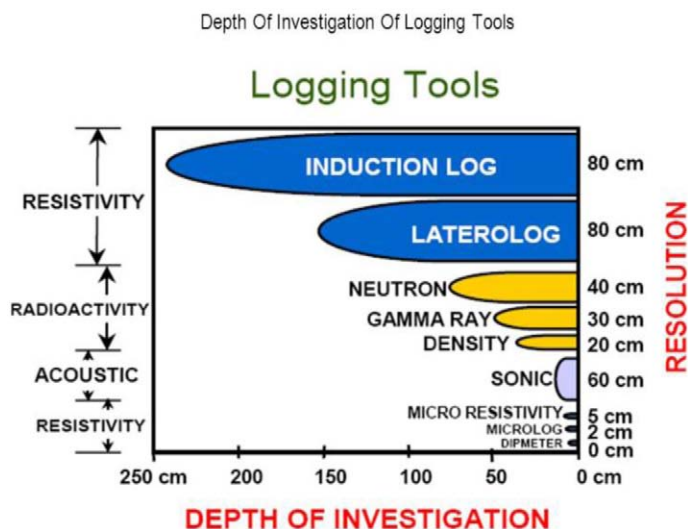 Depth Of Investigation Of Logging Tools
Logging Tools
RESISTIVITY
INDUCTION LOG
80 cm
LATEROLOG
80 cm
RADIOACTIVITY
NEUTRON
40 cm
GAMMA RAY
30 cm
DENSITY
20 cm
ACOUSTIC
SONIC
60 cm
RESISTIVITY
MICRO RESISTIVITY
5 cm
MICROLOG
2 cm
DIPMETER
0 cm
RESOLUTION
250 cm 200 150 100 50 0 cm
DEPTH OF INVESTIGATION